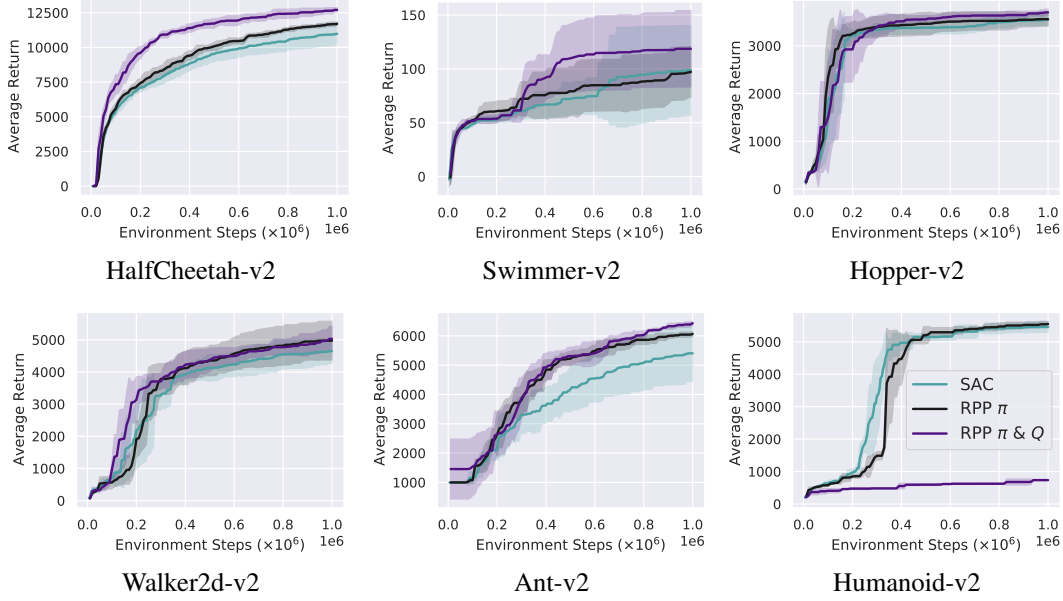 12500
10000
7500
5000
2500
0
Average Return
0.0
0.2
0.4
0.6
0.8
1.0
1e6
Environment Steps (×10⁶)
HalfCheetah-v2
150
100
50
0
Average Return
0.0
0.2
0.4
0.6
0.8
1.0
1e6
Environment Steps (×10⁶)
Swimmer-v2
3000
2000
1000
0
Average Return
0.0
0.2
0.4
0.6
0.8
1.0
1e6
Environment Steps (×10⁶)
Hopper-v2
5000
4000
3000
2000
1000
0
Average Return
0.0
0.2
0.4
0.6
0.8
1.0
1e6
Environment Steps (×10⁶)
Walker2d-v2
6000
5000
4000
3000
2000
1000
Average Return
0.0
0.2
0.4
0.6
0.8
1.0
1e6
Environment Steps (×10⁶)
Ant-v2
5000
4000
3000
2000
1000
0
Average Return
SAC
RPP π
RPP π & Q
0.0
0.2
0.4
0.6
0.8
1.0
1e6
Environment Steps (×10⁶)
Humanoid-v2